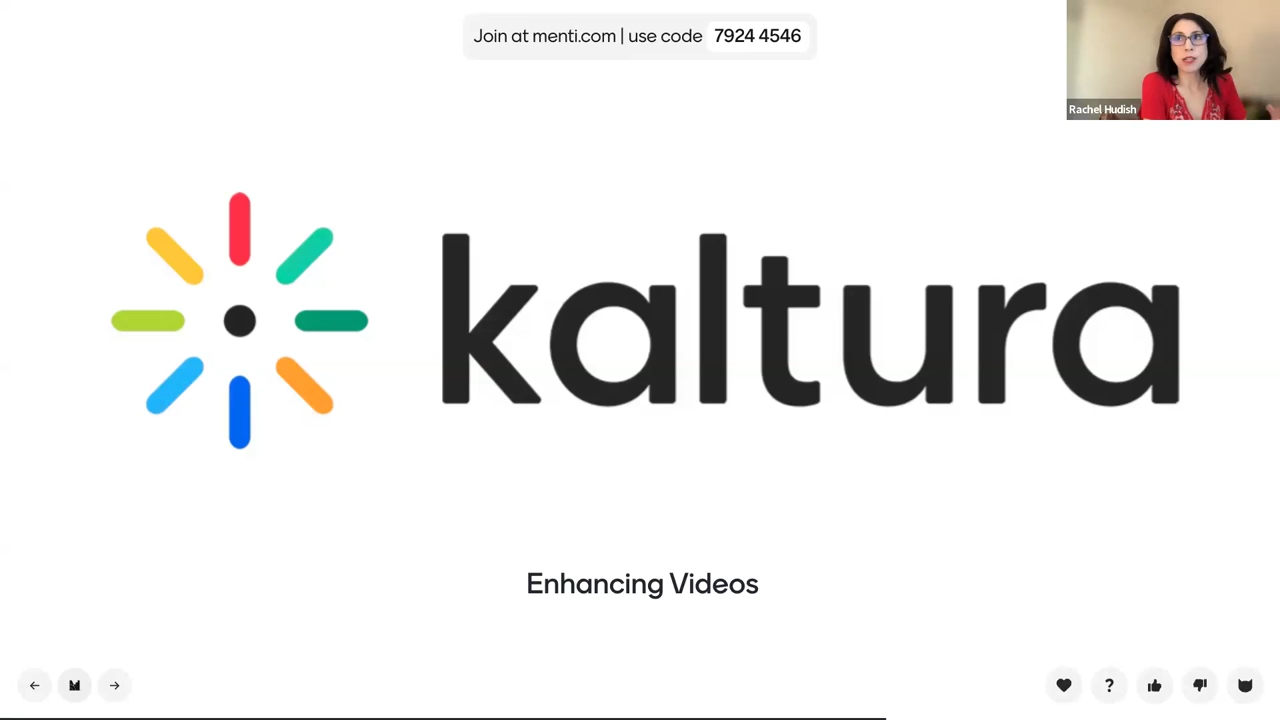 Join at menti.com | use code 7924 4546
Rachel Hudish
kaltura
Enhancing Videos